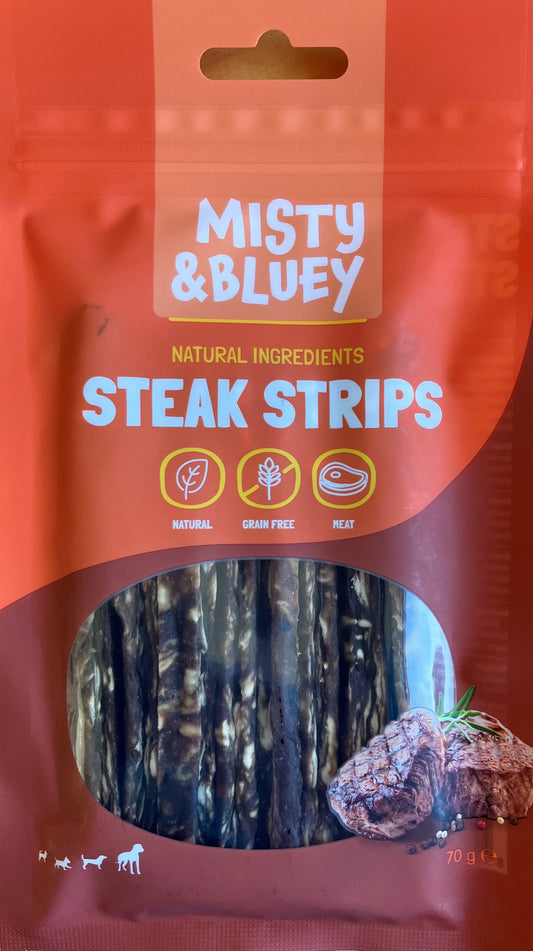 MISTY
&BLUEY
NATURAL INGREDIENTS
STEAK STRIPS
NATURAL
GRAIN FREE
MEAT
70 g ℮